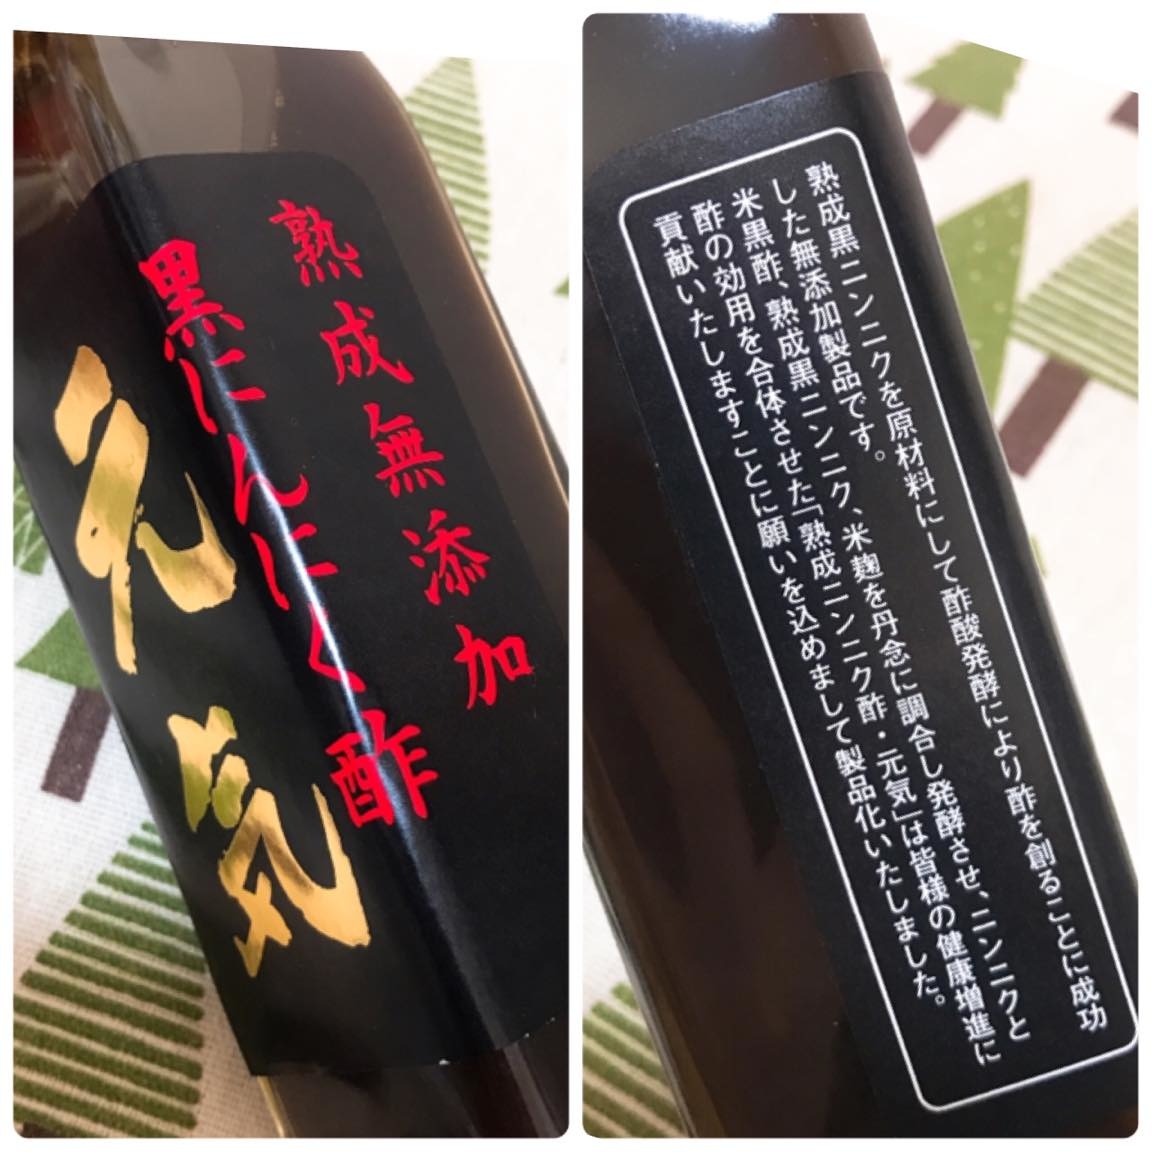 熟成無添加
黒にんにく酢
元気
熟成黒ニンニクを原材料にして酢酸発酵により酢を創ることに成功
した無添加製品です。
米黒酢、熟成黒ニンニク、米麹を丹念に調合し発酵させ、ニンニクと
酢の効用を合体させた「熟成ニンニク酢・元気」は皆様の健康増進に
貢献いたしますことに願いを込めまして製品化いたしました。